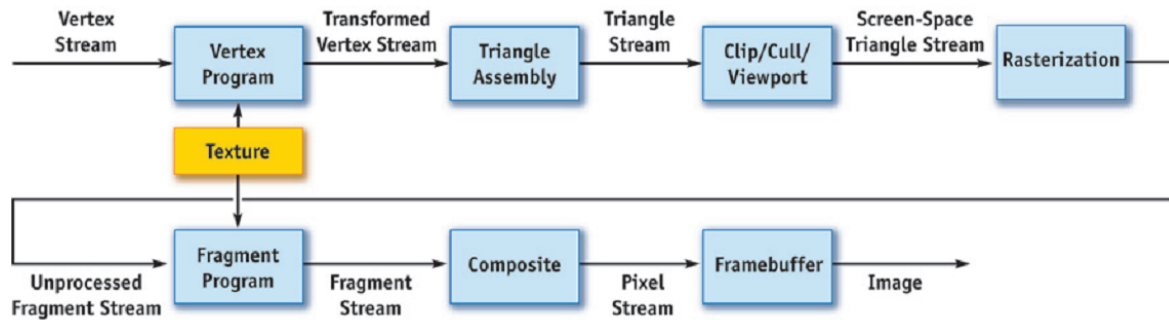 Vertex
Stream
Vertex
Program
Transformed
Vertex Stream
Triangle
Assembly
Triangle
Stream
Clip/Cull/
Viewport
Screen-Space
Triangle Stream
Rasterization
Texture
Unprocessed
Fragment Stream
Fragment
Program
Fragment
Stream
Composite
Pixel
Stream
Framebuffer
Image